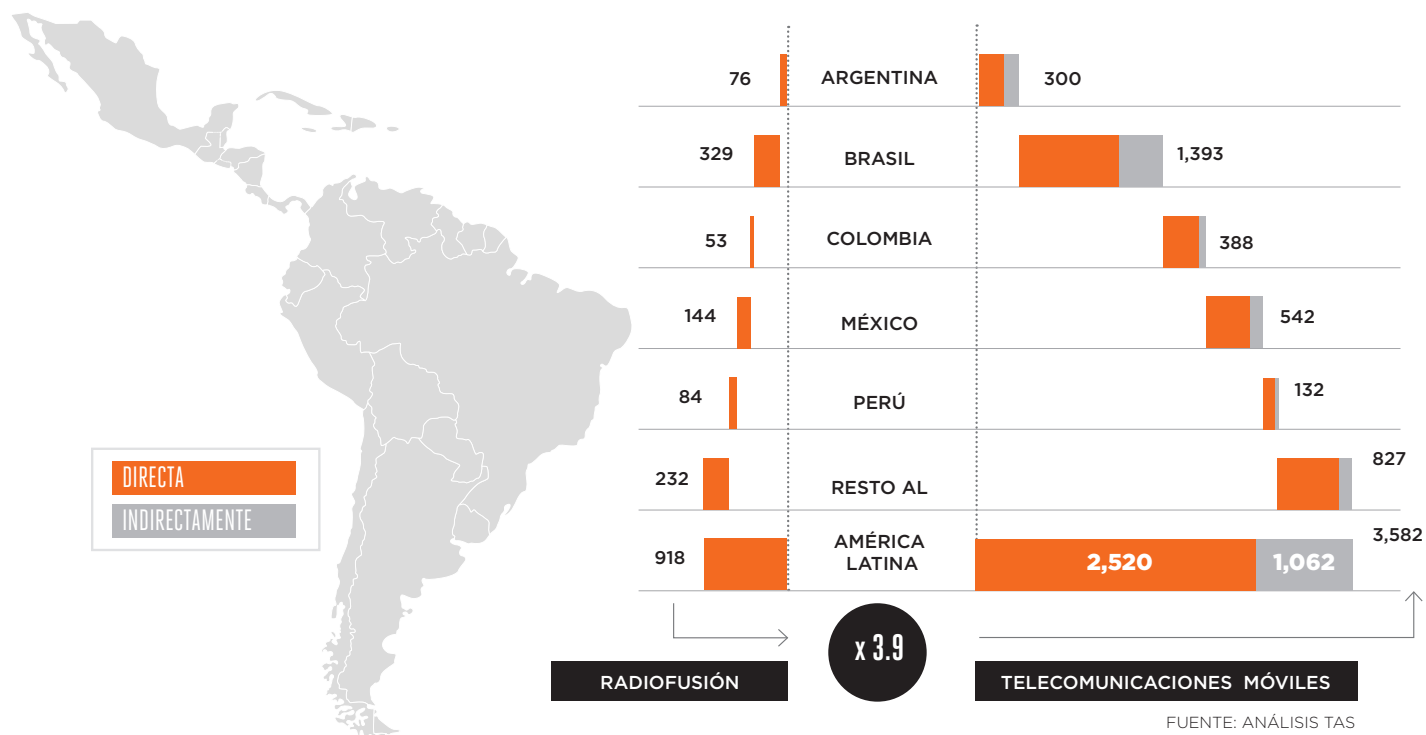 76 ARGENTINA 300
329 BRASIL 1,393
53 COLOMBIA 388
144 MÉXICO 542
84 PERÚ 132
232 RESTO AL 827
918 AMÉRICA
LATINA 2,520 1,062 3,582
DIRECTA
INDIRECTAMENTE
x 3.9
RADIOFUSIÓN
TELECOMUNICACIONES MÓVILES
FUENTE: ANÁLISIS TAS